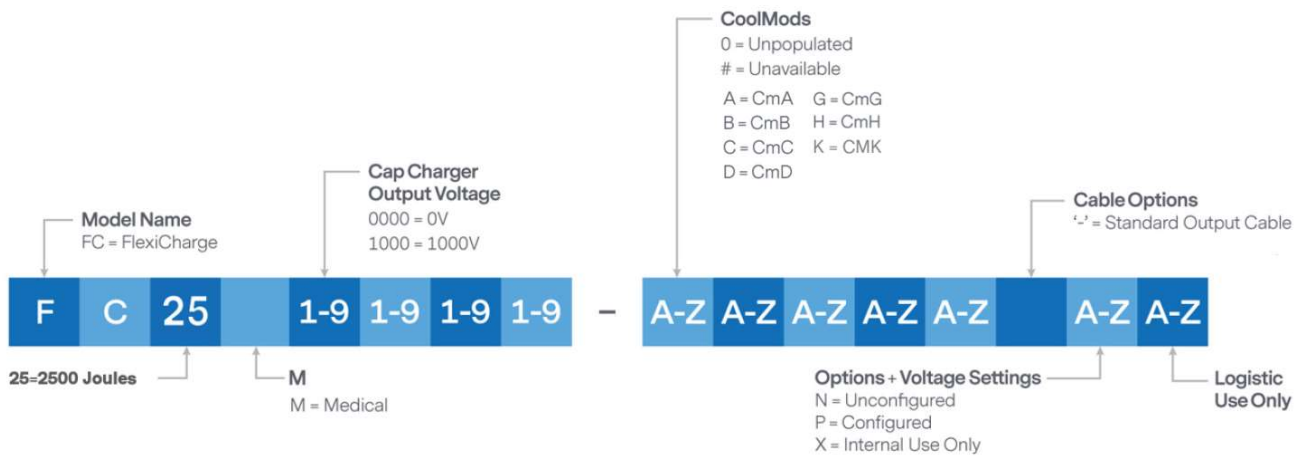 CoolMods
0 = Unpopulated
# = Unavailable
A = CmA G = CmG
B = CmB H = CmH
C = CmC K = CMK
D = CmD
Cap Charger
Output Voltage
0000 = 0V
1000 = 1000V
Model Name
FC = FlexiCharge
Cable Options
'-' = Standard Output Cable
F C 25 1-9 1-9 1-9 1-9 – A-Z A-Z A-Z A-Z A-Z A-Z A-Z
25=2500 Joules
M
M = Medical
Options + Voltage Settings
N = Unconfigured
P = Configured
X = Internal Use Only
Logistic
Use Only